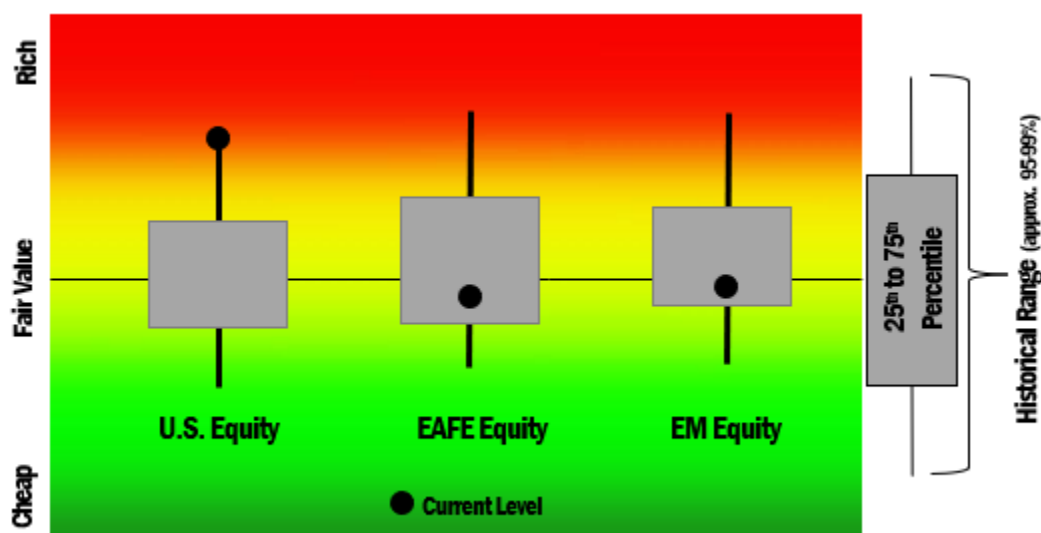 Rich
Fair Value
Cheap
U.S. Equity
EAFE Equity
EM Equity
Current Level
25th to 75th
Percentile
Historical Range (approx. 95-99%)